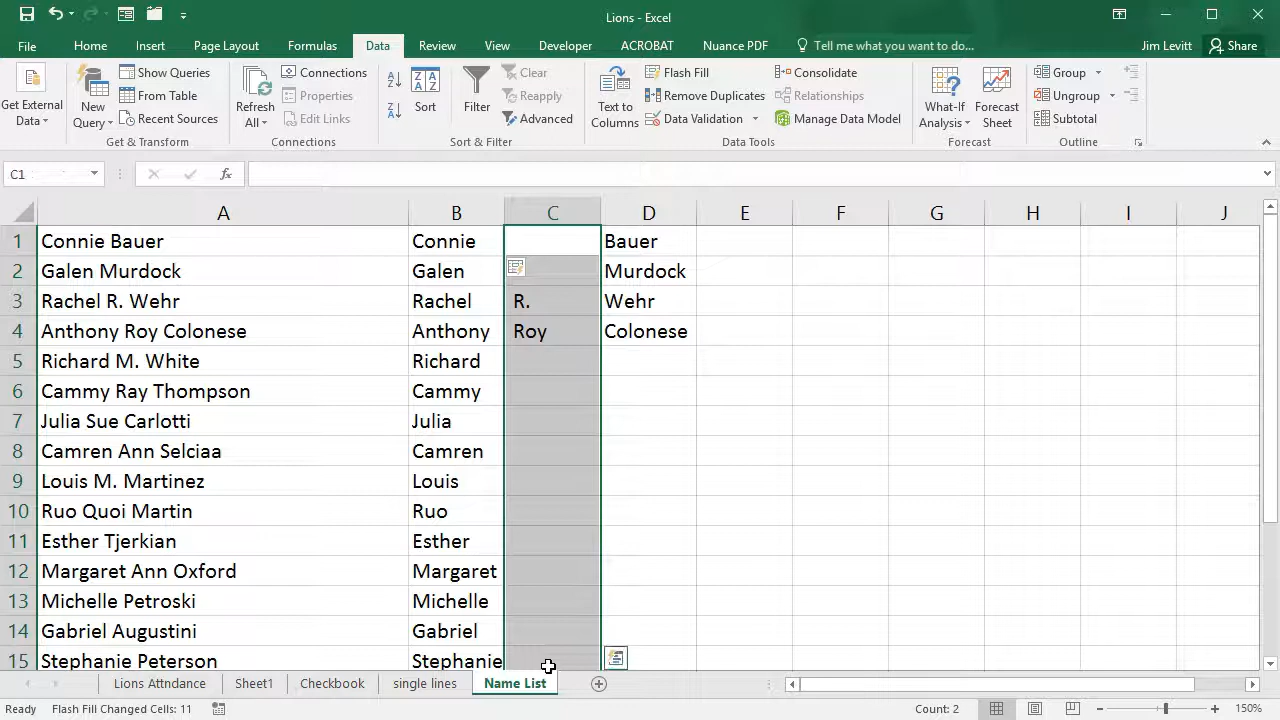 Lions - Excel
File Home Insert Page Layout Formulas Data Review View Developer ACROBAT Nuance PDF Tell me what you want to do... Jim Levitt Share
Get External Data
New Query
Show Queries
From Table
Recent Sources
Get & Transform
Refresh All
Connections
Properties
Edit Links
Connections
Sort
Filter
Clear
Reapply
Advanced
Sort & Filter
Text to Columns
Flash Fill
Remove Duplicates
Data Validation
Consolidate
Relationships
Manage Data Model
Data Tools
What-If Analysis
Forecast Sheet
Forecast
Group
Ungroup
Subtotal
Outline
C1 fx
A B C D E F G H I J
1 Connie Bauer Connie Bauer
2 Galen Murdock Galen Murdock
3 Rachel R. Wehr Rachel R. Wehr
4 Anthony Roy Colonese Anthony Roy Colonese
5 Richard M. White Richard
6 Cammy Ray Thompson Cammy
7 Julia Sue Carlotti Julia
8 Camren Ann Selciaa Camren
9 Louis M. Martinez Louis
10 Ruo Quoi Martin Ruo
11 Esther Tjerkian Esther
12 Margaret Ann Oxford Margaret
13 Michelle Petroski Michelle
14 Gabriel Augustini Gabriel
15 Stephanie Peterson Stephanie
Lions Attndance Sheet1 Checkbook single lines Name List
Ready Flash Fill Changed Cells: 11 Count: 2 150%